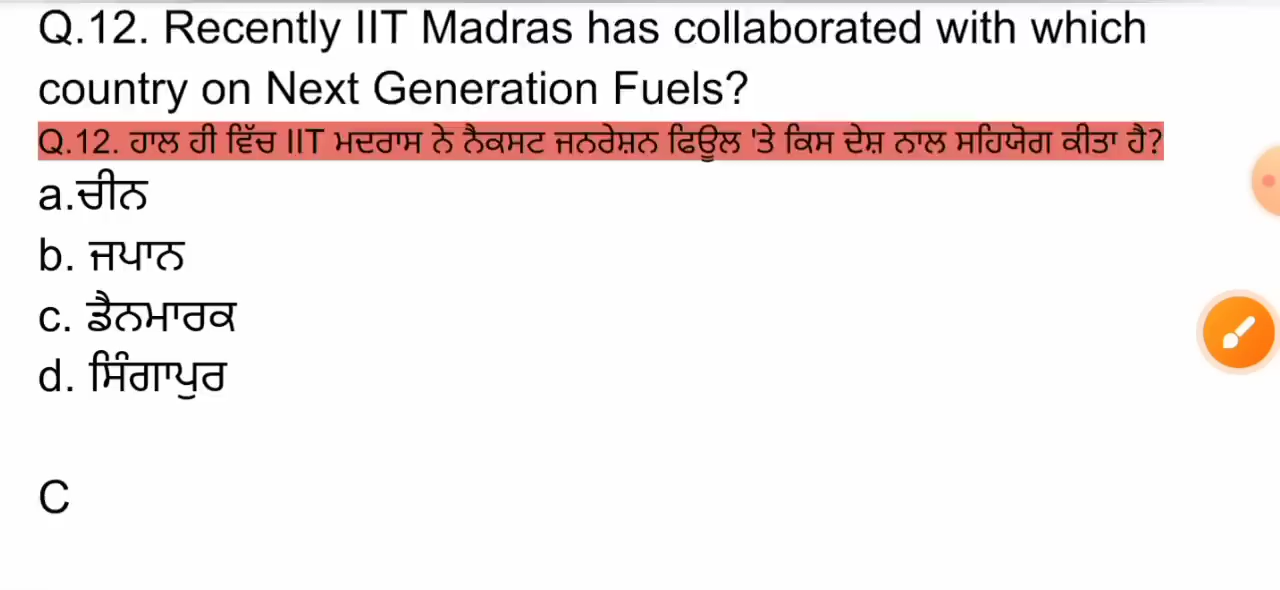 Q.12. Recently IIT Madras has collaborated with which
country on Next Generation Fuels?
Q.12. ਹਾਲ ਹੀ ਵਿੱਚ IIT ਮਦਰਾਸ ਨੇ ਨੈਕਸਟ ਜਨਰੇਸ਼ਨ ਫਿਊਲ 'ਤੇ ਕਿਸ ਦੇਸ਼ ਨਾਲ ਸਹਿਯੋਗ ਕੀਤਾ ਹੈ?
a.ਚੀਨ
b. ਜਪਾਨ
c. ਡੈਨਮਾਰਕ
d. ਸਿੰਗਾਪੁਰ
C